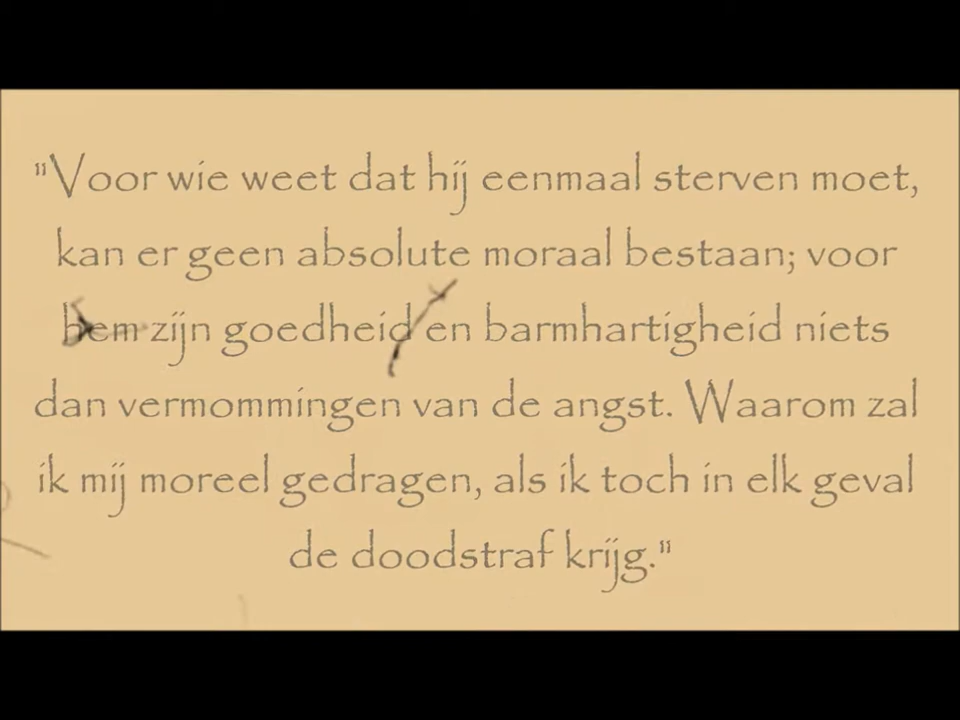 "Voor wie weet dat hij eenmaal sterven moet,
kan er geen absolute moraal bestaan; voor
hem zijn goedheid en barmhartigheid niets
dan vermommingen van de angst. Waarom zal
ik mij moreel gedragen, als ik toch in elk geval
de doodstraf krijg."